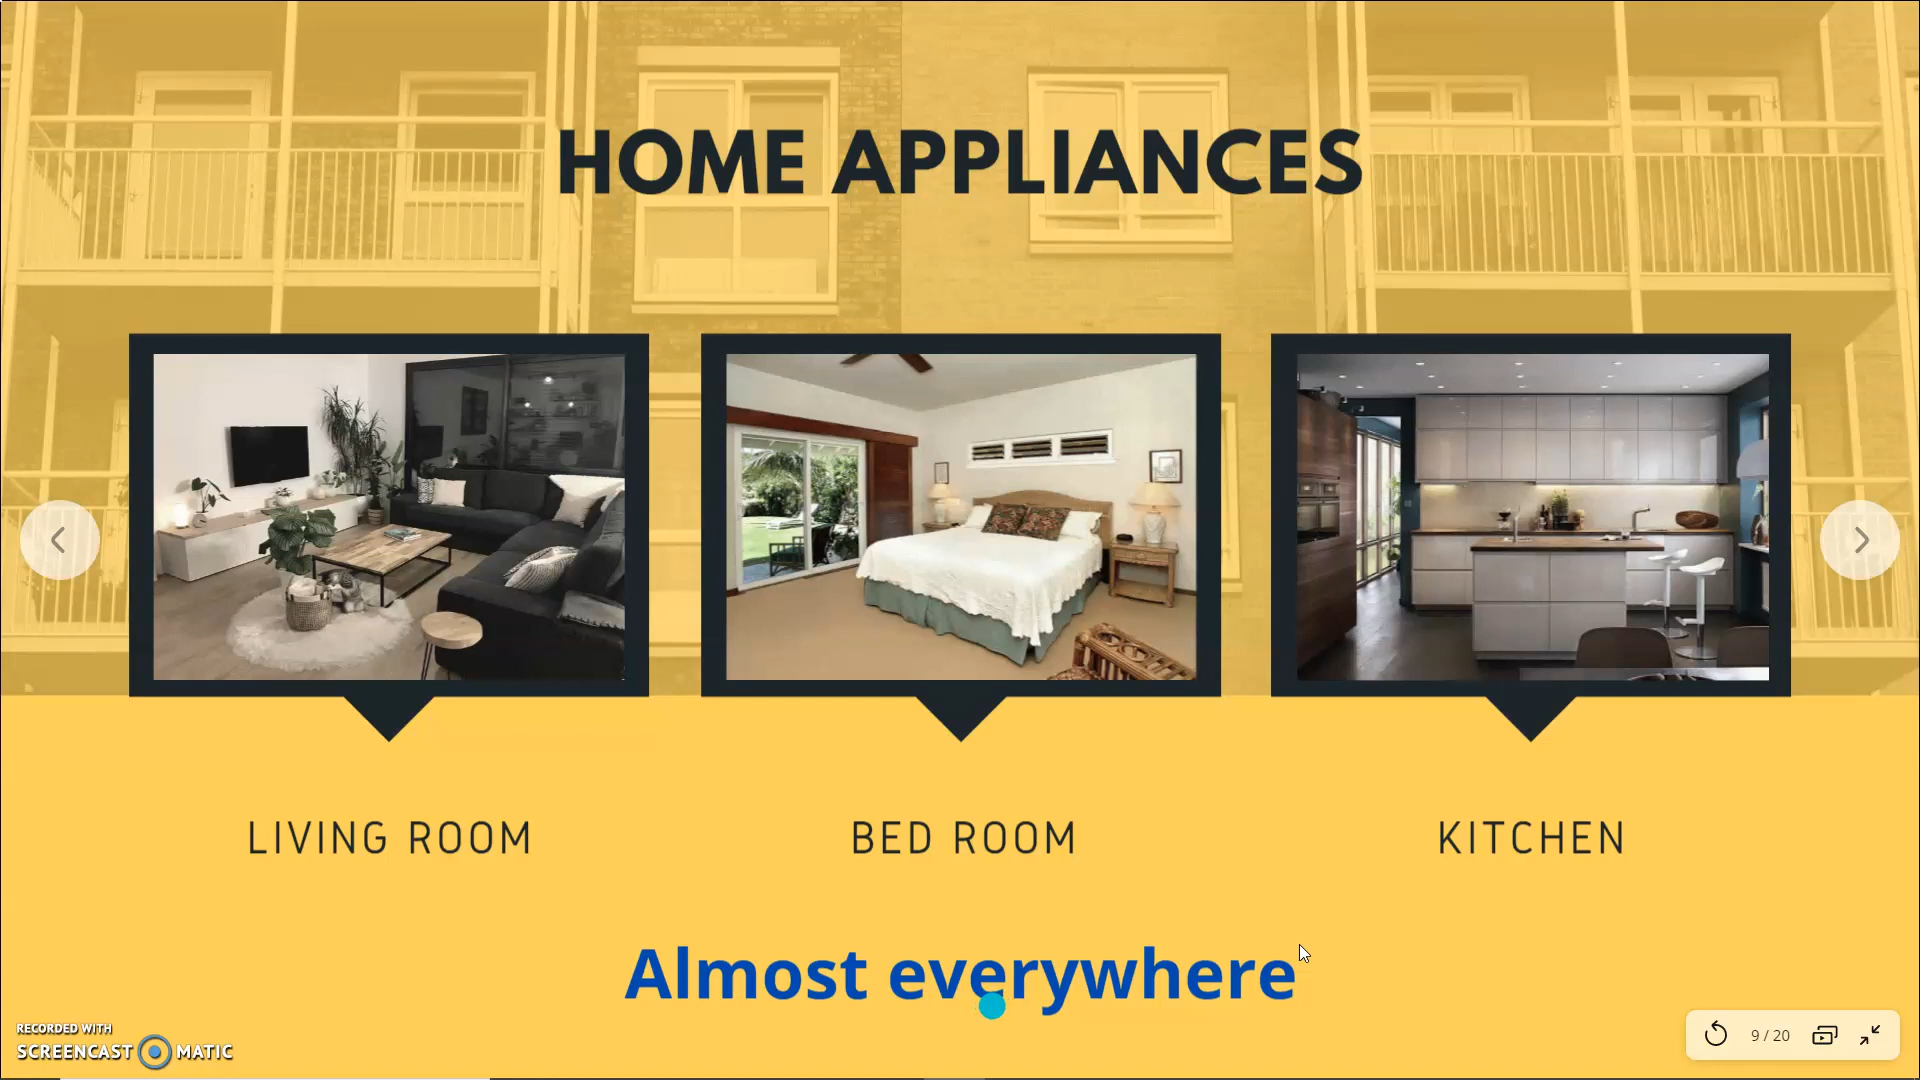 HOME APPLIANCES
LIVING ROOM
BED ROOM
KITCHEN
Almost everywhere
RECORDED WITH
SCREENCAST MATIC
9 / 20